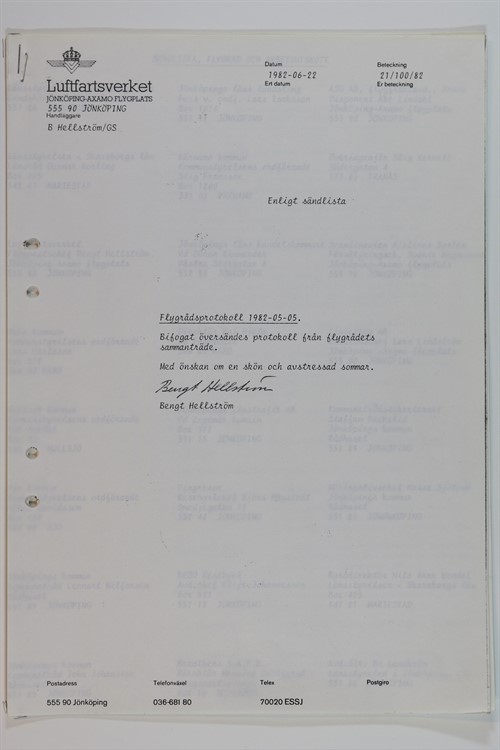 Datum
Beteckning
1982-06-22
21/100/82
Ert datum
Er beteckning
Luftfartsverket
JÖNKÖPING-AXAMO FLYGPLATS
555 90 JÖNKÖPING
Handläggare
B Hellström/GS
Enligt sändlista
Flygrådsprotokoll 1982-05-05.
Bifogat översändes protokoll från flygrådets
sammanträde.
Med önskan om en skön och avstressad sommar.
Bengt Hellström
Bengt Hellström
Postadress
Telefonväxel
Telex
Postgiro
555 90 Jönköping
036-681 80
70020 ESSJ